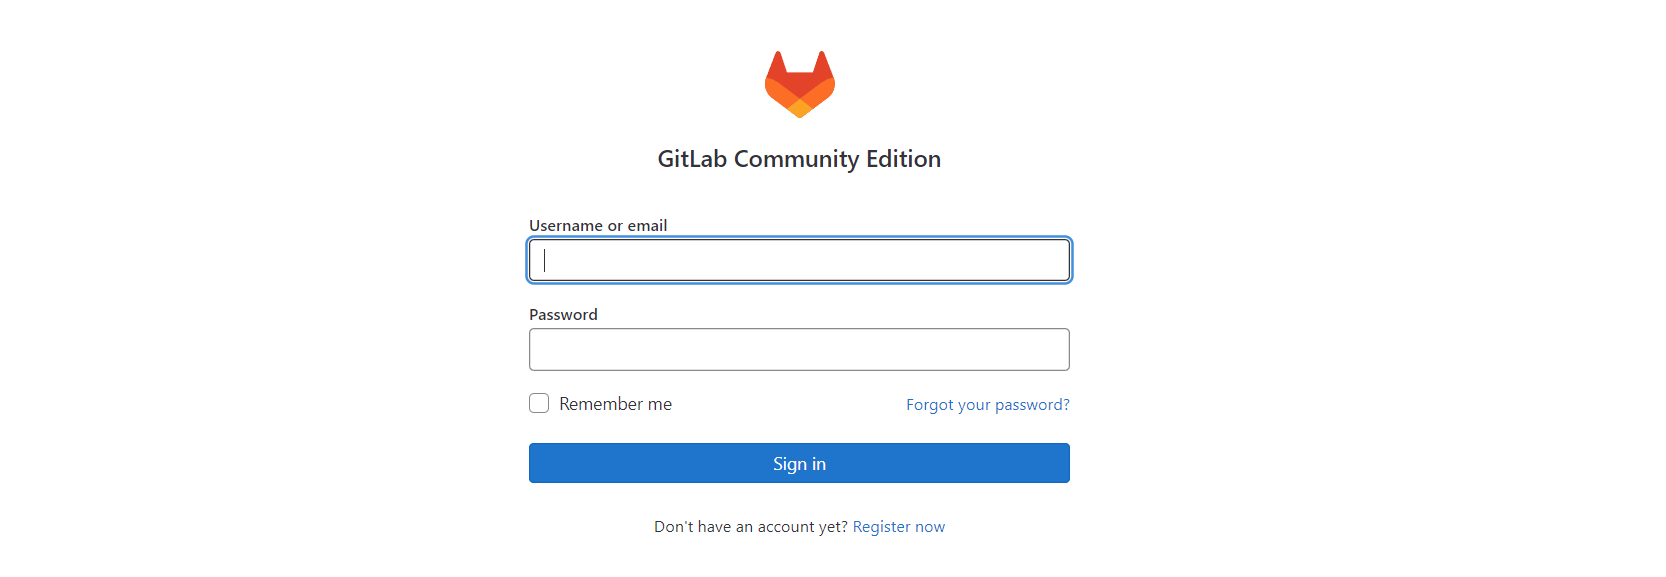 GitLab Community Edition
Username or email
Password
Remember me
Forgot your password?
Sign in
Don't have an account yet? Register now